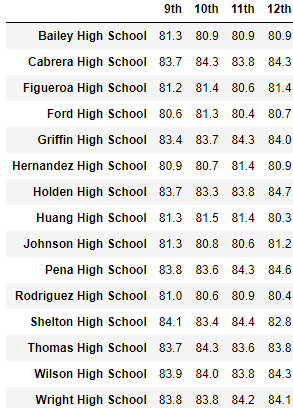 9th 10th 11th 12th
Bailey High School 81.3 80.9 80.9 80.9
Cabrera High School 83.7 84.3 83.8 84.3
Figueroa High School 81.2 81.4 80.6 81.4
Ford High School 80.6 81.3 80.4 80.7
Griffin High School 83.4 83.7 84.3 84.0
Hernandez High School 80.9 80.7 81.4 80.9
Holden High School 83.7 83.3 83.8 84.7
Huang High School 81.3 81.5 81.4 80.3
Johnson High School 81.3 80.8 80.6 81.2
Pena High School 83.8 83.6 84.3 84.6
Rodriguez High School 81.0 80.6 80.9 80.4
Shelton High School 84.1 83.4 84.4 82.8
Thomas High School 83.7 84.3 83.6 83.8
Wilson High School 83.9 84.0 83.8 84.3
Wright High School 83.8 83.8 84.2 84.1